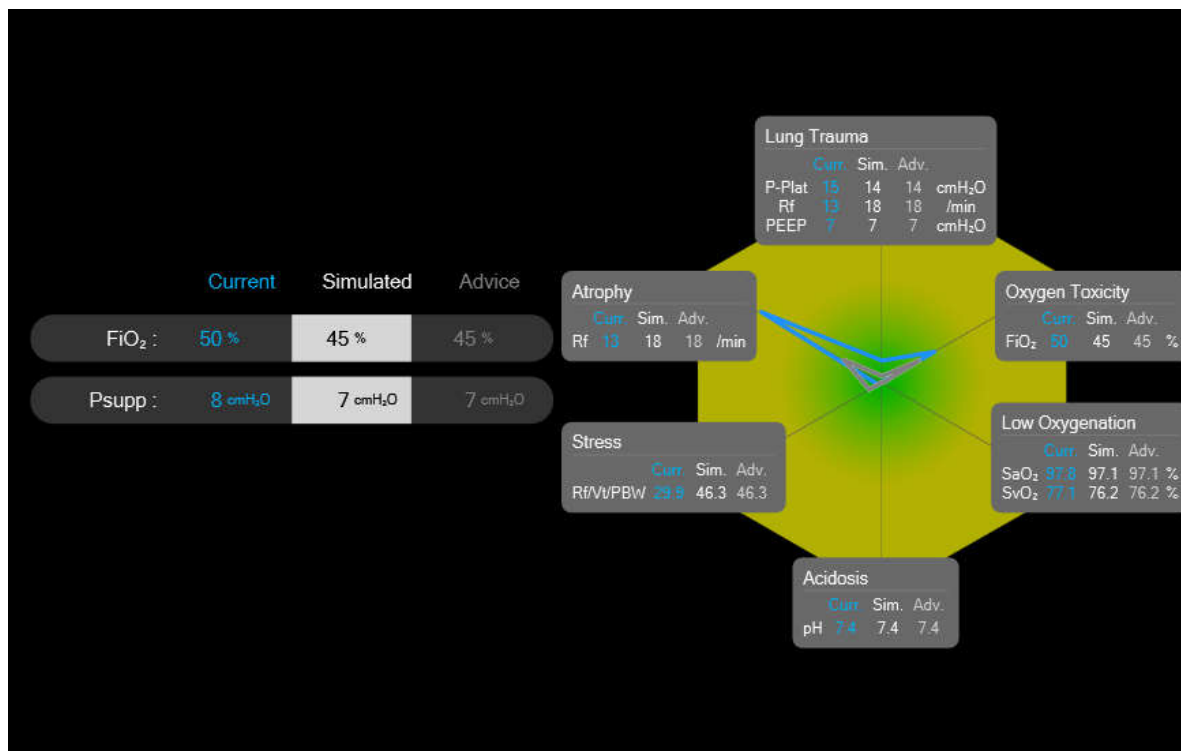 Lung Trauma
Curr. Sim. Adv.
P-Plat 15 14 14 cmH₂O
Rf 13 18 18 /min
PEEP 7 7 7 cmH₂O
Current Simulated Advice
FiO₂ : 50 % 45 % 45 %
Psupp : 8 cmH₂O 7 cmH₂O 7 cmH₂O
Atrophy
Curr. Sim. Adv.
Rf 13 18 18 /min
Oxygen Toxicity
Curr. Sim. Adv.
FiO₂ 50 45 45 %
Stress
Curr. Sim. Adv.
Rf/Vt/PBW 29.9 46.3 46.3
Low Oxygenation
Curr. Sim. Adv.
SaO₂ 97.8 97.1 97.1 %
SvO₂ 77.1 76.2 76.2 %
Acidosis
Curr. Sim. Adv.
pH 7.4 7.4 7.4